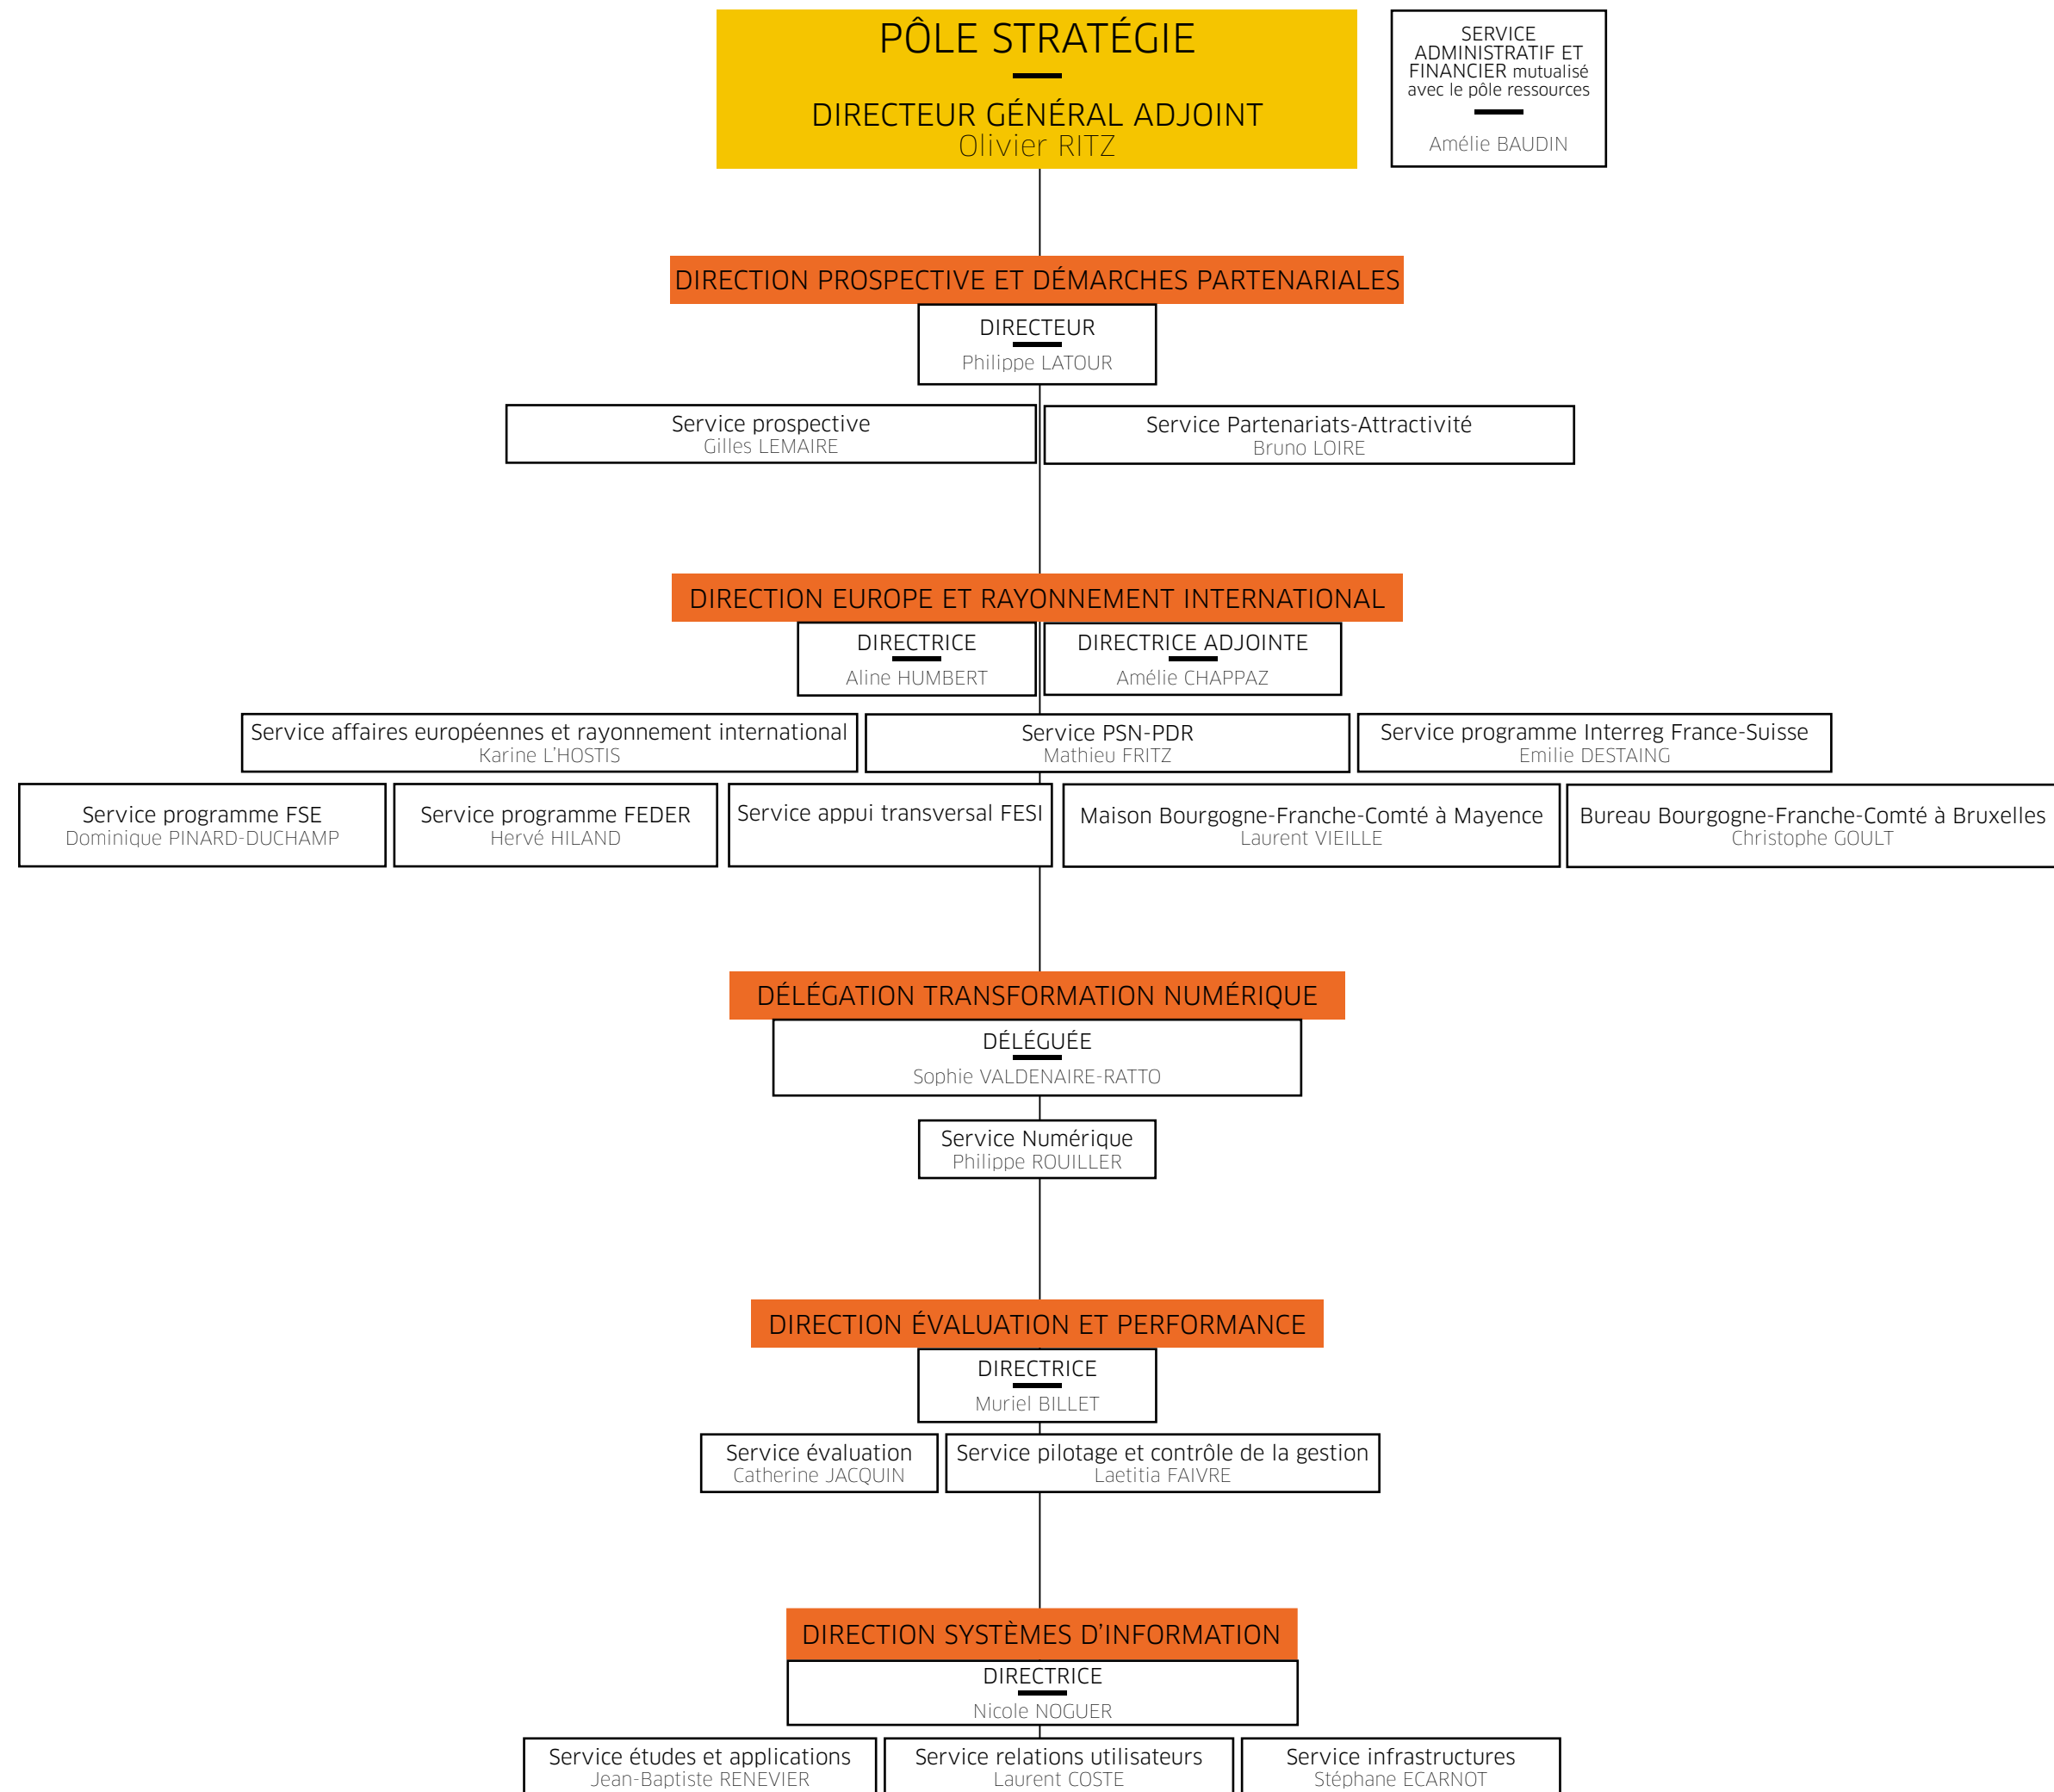 PÔLE STRATÉGIE
DIRECTEUR GÉNÉRAL ADJOINT
Olivier RITZ
SERVICE
ADMINISTRATIF ET
FINANCIER mutualisé
avec le pôle ressources
Amélie BAUDIN
DIRECTION PROSPECTIVE ET DÉMARCHES PARTENARIALES
DIRECTEUR
Philippe LATOUR
Service prospective
Gilles LEMAIRE
Service Partenariats-Attractivité
Bruno LOIRE
DIRECTION EUROPE ET RAYONNEMENT INTERNATIONAL
DIRECTRICE
Aline HUMBERT
DIRECTRICE ADJOINTE
Amélie CHAPPAZ
Service affaires européennes et rayonnement international
Karine L'HOSTIS
Service PSN-PDR
Mathieu FRITZ
Service programme Interreg France-Suisse
Emilie DESTAING
Service programme FSE
Dominique PINARD-DUCHAMP
Service programme FEDER
Hervé HILAND
Service appui transversal FESI
Maison Bourgogne-Franche-Comté à Mayence
Laurent VIEILLE
Bureau Bourgogne-Franche-Comté à Bruxelles
Christophe GOULT
DÉLÉGATION TRANSFORMATION NUMÉRIQUE
DÉLÉGUÉE
Sophie VALDENAIRE-RATTO
Service Numérique
Philippe ROUILLER
DIRECTION ÉVALUATION ET PERFORMANCE
DIRECTRICE
Muriel BILLET
Service évaluation
Catherine JACQUIN
Service pilotage et contrôle de la gestion
Laetitia FAIVRE
DIRECTION SYSTÈMES D'INFORMATION
DIRECTRICE
Nicole NOGUER
Service études et applications
Jean-Baptiste RENEVIER
Service relations utilisateurs
Laurent COSTE
Service infrastructures
Stéphane ECARNOT